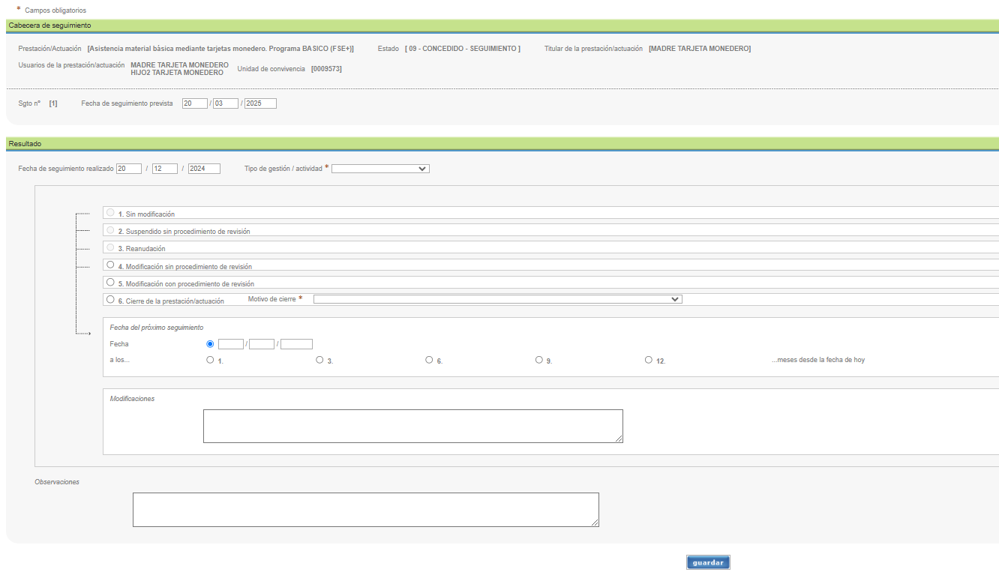 * Campos obligatorios
Cabecera de seguimiento
Prestación/Actuación [Asistencia material básica mediante tarjetas monedero. Programa BASICO (FSE+)] Estado [ 09 - CONCEDIDO - SEGUIMIENTO ] Titular de la prestación/actuación [MADRE TARJETA MONEDERO]
Usuarios de la prestación/actuación MADRE TARJETA MONEDERO
HIJO2 TARJETA MONEDERO Unidad de convivencia [0009573]
Sgto nº [1] Fecha de seguimiento prevista 20 / 03 / 2025
Resultado
Fecha de seguimiento realizado 20 / 12 / 2024 Tipo de gestión / actividad *
1. Sin modificación
2. Suspendido sin procedimiento de revisión
3. Reanudación
4. Modificación sin procedimiento de revisión
5. Modificación con procedimiento de revisión
6. Cierre de la prestación/actuación Motivo de cierre *
Fecha del próximo seguimiento
Fecha / /
a los... 1. 3. 6. 9. 12. ...meses desde la fecha de hoy
Modificaciones
Observaciones
guardar